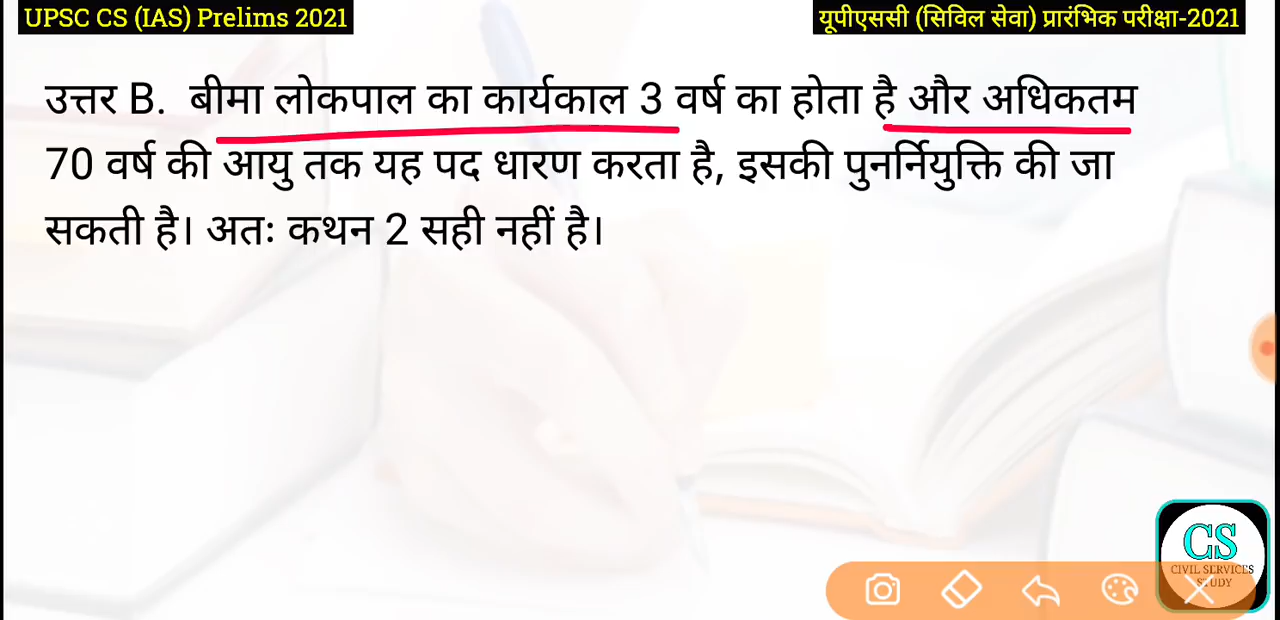 UPSC CS (IAS) Prelims 2021
यूपीएससी (सिविल सेवा) प्रारंभिक परीक्षा-2021
उत्तर B. बीमा लोकपाल का कार्यकाल 3 वर्ष का होता है और अधिकतम
70 वर्ष की आयु तक यह पद धारण करता है, इसकी पुनर्नियुक्ति की जा
सकती है। अतः कथन 2 सही नहीं है।
CS
CIVIL SERVICES
STUDY